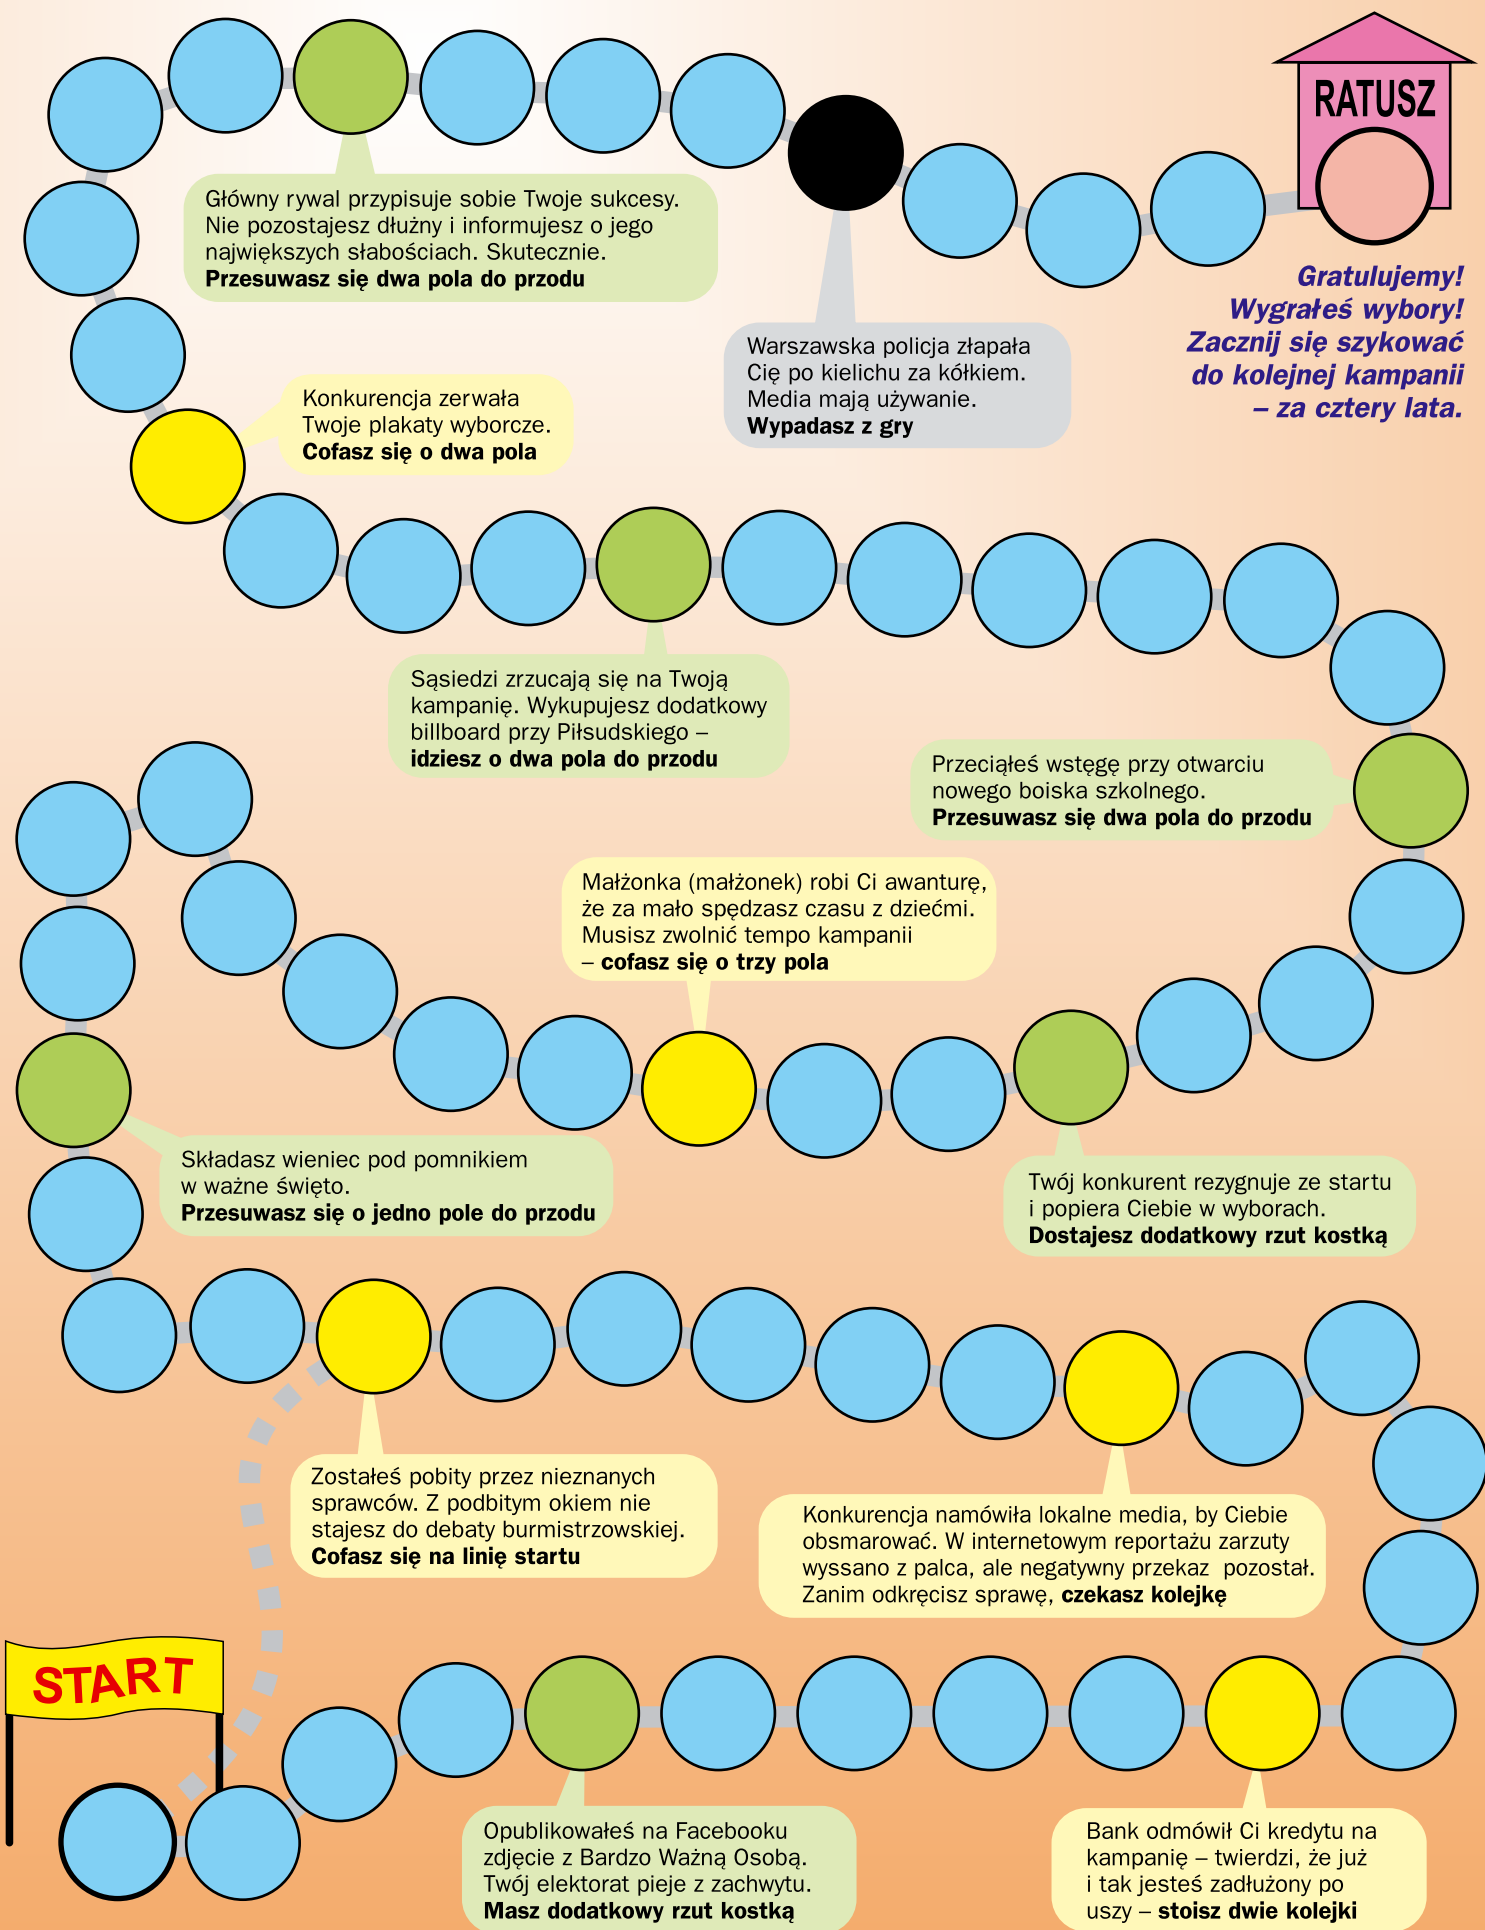 RATUSZ
Gratulujemy!
Wygrałeś wybory!
Zacznij się szykować
do kolejnej kampanii
– za cztery lata.
Główny rywal przypisuje sobie Twoje sukcesy.
Nie pozostajesz dłużny i informujesz o jego
największych słabościach. Skutecznie.
Przesuwasz się dwa pola do przodu
Warszawska policja złapała
Cię po kielichu za kółkiem.
Media mają używanie.
Wypadasz z gry
Konkurencja zerwała
Twoje plakaty wyborcze.
Cofasz się o dwa pola
Sąsiedzi zrzucają się na Twoją
kampanię. Wykupujesz dodatkowy
billboard przy Piłsudskiego –
idziesz o dwa pola do przodu
Przeciąłeś wstęgę przy otwarciu
nowego boiska szkolnego.
Przesuwasz się dwa pola do przodu
Małżonka (małżonek) robi Ci awanturę,
że za mało spędzasz czasu z dziećmi.
Musisz zwolnić tempo kampanii
– cofasz się o trzy pola
Składasz wieniec pod pomnikiem
w ważne święto.
Przesuwasz się o jedno pole do przodu
Twój konkurent rezygnuje ze startu
i popiera Ciebie w wyborach.
Dostajesz dodatkowy rzut kostką
Zostałeś pobity przez nieznanych
sprawców. Z podbitym okiem nie
stajesz do debaty burmistrzowskiej.
Cofasz się na linię startu
Konkurencja namówiła lokalne media, by Ciebie
obsmarować. W internetowym reportażu zarzuty
wyssano z palca, ale negatywny przekaz pozostał.
Zanim odkręcisz sprawę, czekasz kolejkę
START
Opublikowałeś na Facebooku
zdjęcie z Bardzo Ważną Osobą.
Twój elektorat pieje z zachwytu.
Masz dodatkowy rzut kostką
Bank odmówił Ci kredytu na
kampanię – twierdzi, że już
i tak jesteś zadłużony po
uszy – stoisz dwie kolejki